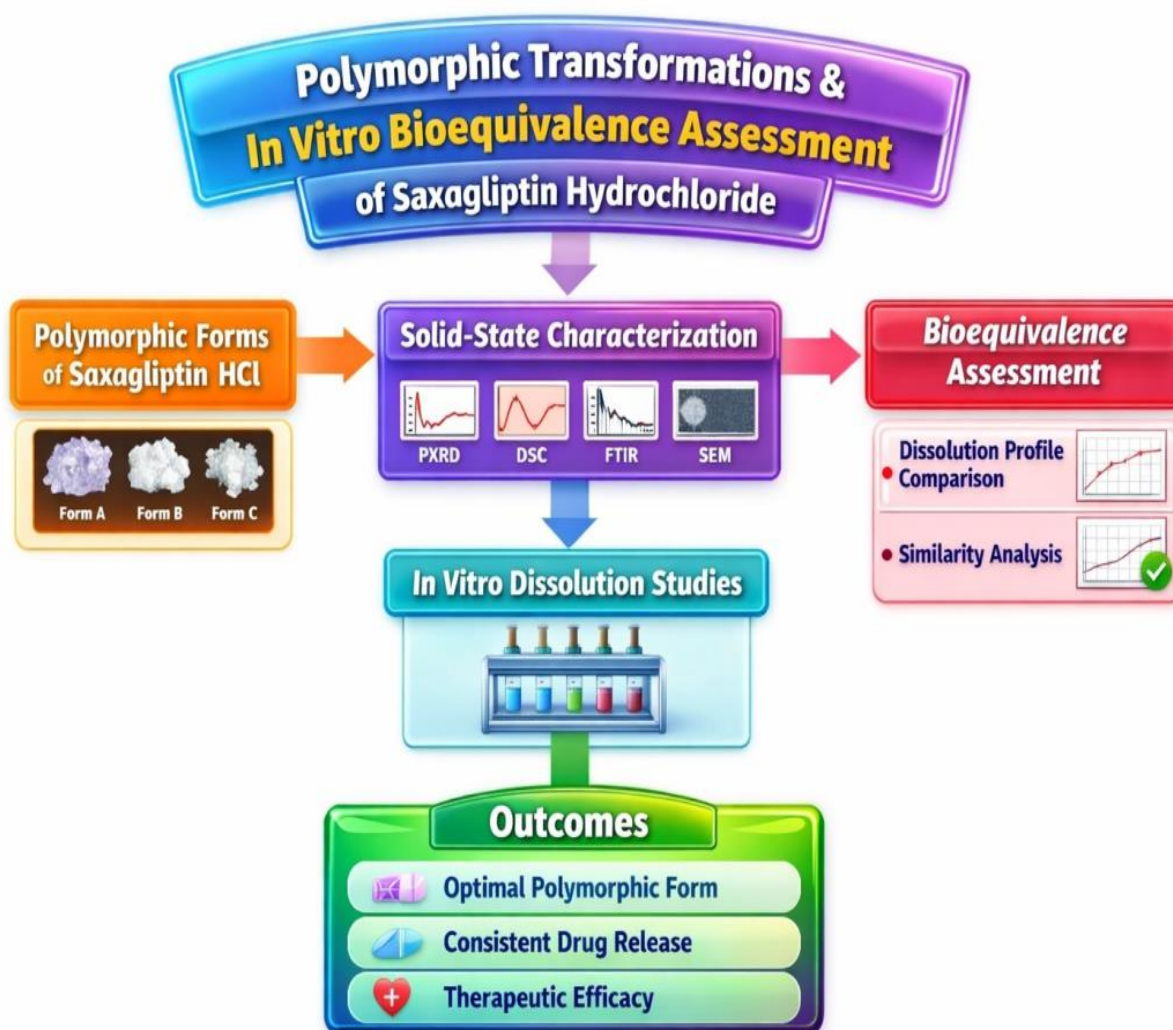 Polymorphic Transformations &
In Vitro Bioequivalence Assessment
of Saxagliptin Hydrochloride
Polymorphic Forms
of Saxagliptin HCl
Form A
Form B
Form C
Solid-State Characterization
PXRD
DSC
FTIR
SEM
Bioequivalence
Assessment
• Dissolution Profile
Comparison
• Similarity Analysis
In Vitro Dissolution Studies
Outcomes
Optimal Polymorphic Form
Consistent Drug Release
Therapeutic Efficacy